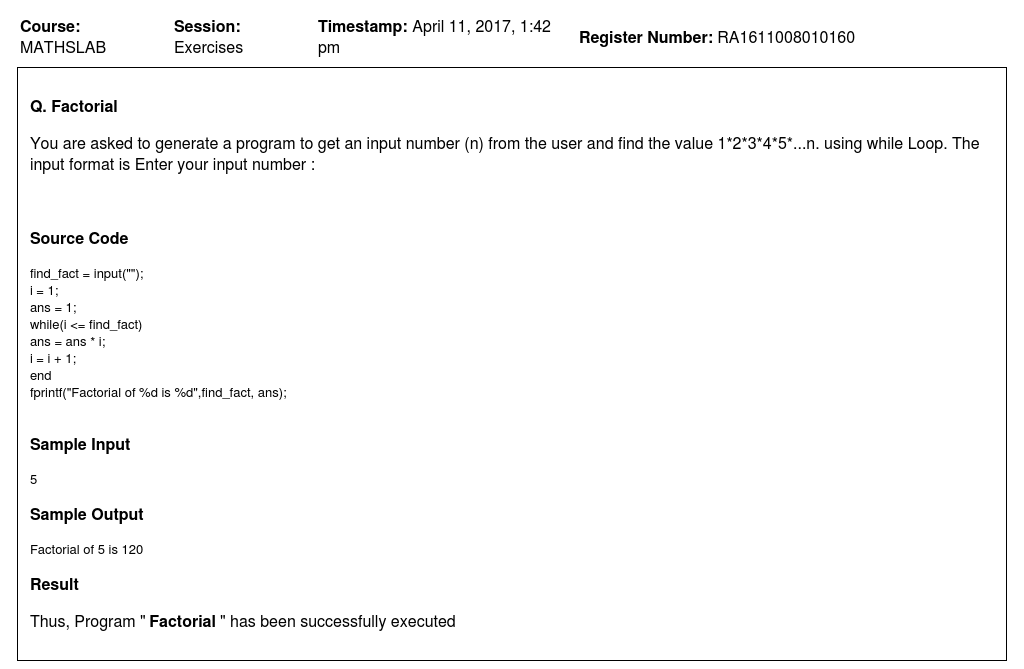 Course:
MATHSLAB
Session:
Exercises
Timestamp: April 11, 2017, 1:42
pm
Register Number: RA1611008010160
Q. Factorial
You are asked to generate a program to get an input number (n) from the user and find the value 1*2*3*4*5*...n. using while Loop. The
input format is Enter your input number :
Source Code
find_fact = input("");
i = 1;
ans = 1;
while(i <= find_fact)
ans = ans * i;
i = i + 1;
end
fprintf("Factorial of %d is %d",find_fact, ans);
Sample Input
5
Sample Output
Factorial of 5 is 120
Result
Thus, Program " Factorial " has been successfully executed